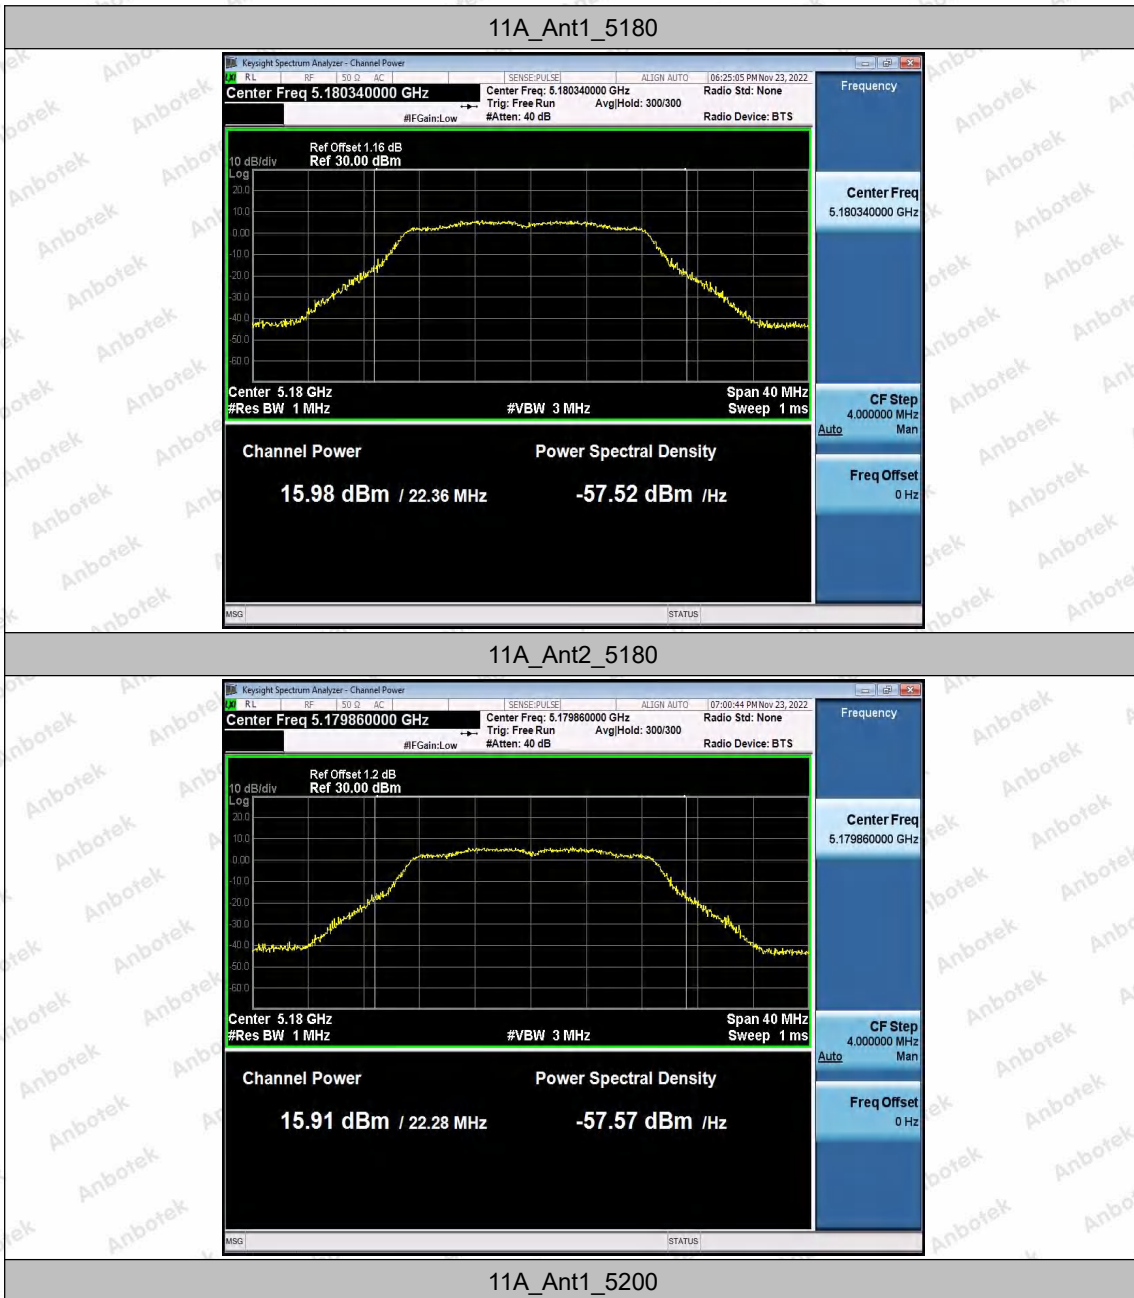 11A_Ant1_5180
Keysight Spectrum Analyzer - Channel Power
LXI RL RF 50 Ω AC SENSE:PULSE ALIGN AUTO 06:25:05 PM Nov 23, 2022
Center Freq 5.180340000 GHz
Center Freq: 5.180340000 GHz Radio Std: None
Trig: Free Run Avg|Hold: 300/300
#IFGain:Low #Atten: 40 dB Radio Device: BTS
Frequency
Ref Offset 1.16 dB
10 dB/div Ref 30.00 dBm
Log
20.0
10.0
0.00
-10.0
-20.0
-30.0
-40.0
-50.0
-60.0
Center Freq
5.180340000 GHz
Center 5.18 GHz Span 40 MHz
#Res BW 1 MHz #VBW 3 MHz Sweep 1 ms
CF Step
4.000000 MHz
Auto Man
Channel Power Power Spectral Density
15.98 dBm / 22.36 MHz -57.52 dBm /Hz
Freq Offset
0 Hz
MSG STATUS
11A_Ant2_5180
Keysight Spectrum Analyzer - Channel Power
LXI RL RF 50 Ω AC SENSE:PULSE ALIGN AUTO 07:00:44 PM Nov 23, 2022
Center Freq 5.179860000 GHz
Center Freq: 5.179860000 GHz Radio Std: None
Trig: Free Run Avg|Hold: 300/300
#IFGain:Low #Atten: 40 dB Radio Device: BTS
Frequency
Ref Offset 1.2 dB
10 dB/div Ref 30.00 dBm
Log
20.0
10.0
0.00
-10.0
-20.0
-30.0
-40.0
-50.0
-60.0
Center Freq
5.179860000 GHz
Center 5.18 GHz Span 40 MHz
#Res BW 1 MHz #VBW 3 MHz Sweep 1 ms
CF Step
4.000000 MHz
Auto Man
Channel Power Power Spectral Density
15.91 dBm / 22.28 MHz -57.57 dBm /Hz
Freq Offset
0 Hz
MSG STATUS
11A_Ant1_5200
Anbotek